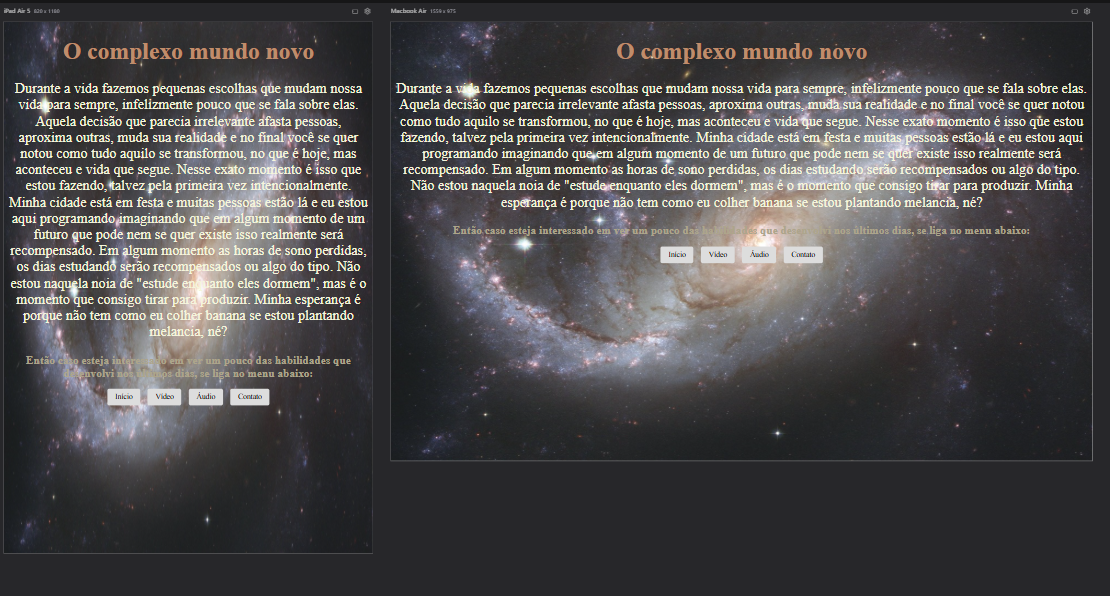 iPad Air 5 820 x 1180
O complexo mundo novo
Durante a vida fazemos pequenas escolhas que mudam nossa
vida para sempre, infelizmente pouco que se fala sobre elas.
Aquela decisão que parecia irrelevante afasta pessoas,
aproxima outras, muda sua realidade e no final você se quer
notou como tudo aquilo se transformou, no que é hoje, mas
aconteceu e vida que segue. Nesse exato momento é isso que
estou fazendo, talvez pela primeira vez intencionalmente.
Minha cidade está em festa e muitas pessoas estão lá e eu estou
aqui programando imaginando que em algum momento de um
futuro que pode nem se quer existe isso realmente será
recompensado. Em algum momento as horas de sono perdidas,
os dias estudando serão recompensados ou algo do tipo. Não
estou naquela noia de "estude enquanto eles dormem", mas é o
momento que consigo tirar para produzir. Minha esperança é
porque não tem como eu colher banana se estou plantando
melancia, né?
Então caso esteja interessado em ver um pouco das habilidades que
desenvolvi nos últimos dias, se liga no menu abaixo:
Início Vídeo Áudio Contato
Macbook Air 1559 x 975
O complexo mundo novo
Durante a vida fazemos pequenas escolhas que mudam nossa vida para sempre, infelizmente pouco que se fala sobre elas.
Aquela decisão que parecia irrelevante afasta pessoas, aproxima outras, muda sua realidade e no final você se quer notou
como tudo aquilo se transformou, no que é hoje, mas aconteceu e vida que segue. Nesse exato momento é isso que estou
fazendo, talvez pela primeira vez intencionalmente. Minha cidade está em festa e muitas pessoas estão lá e eu estou aqui
programando imaginando que em algum momento de um futuro que pode nem se quer existe isso realmente será
recompensado. Em algum momento as horas de sono perdidas, os dias estudando serão recompensados ou algo do tipo.
Não estou naquela noia de "estude enquanto eles dormem", mas é o momento que consigo tirar para produzir. Minha
esperança é porque não tem como eu colher banana se estou plantando melancia, né?
Então caso esteja interessado em ver um pouco das habilidades que desenvolvi nos últimos dias, se liga no menu abaixo:
Início Vídeo Áudio Contato